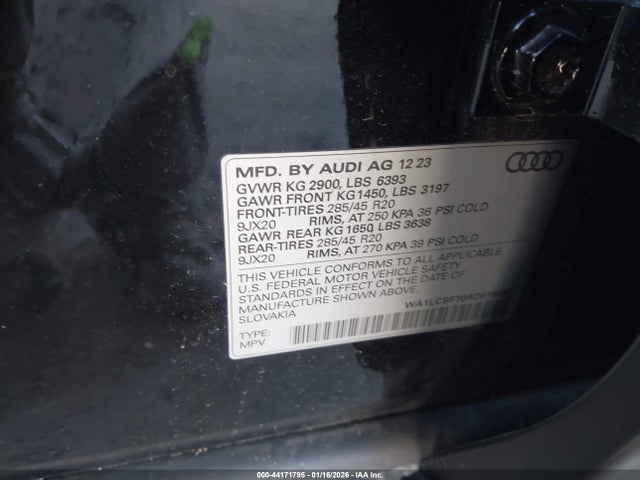 MFD. BY AUDI AG 12 23
GVWR KG 2900, LBS 6393
GAWR FRONT KG 1450, LBS 3197
FRONT-TIRES 285/45 R20
9JX20 RIMS, AT 250 KPA 36 PSI COLD
GAWR REAR KG 1650 LBS 3638
REAR-TIRES 285/45 R20
9JX20 RIMS, AT 270 KPA 39 PSI COLD
THIS VEHICLE CONFORMS TO ALL APPLICABLE
U.S. FEDERAL MOTOR VEHICLE SAFETY
STANDARDS IN EFFECT ON THE DATE OF
MANUFACTURE SHOWN ABOVE.
SLOVAKIA
TYPE:
MPV
000-44171795 - 01/16/2026 - IAA Inc.